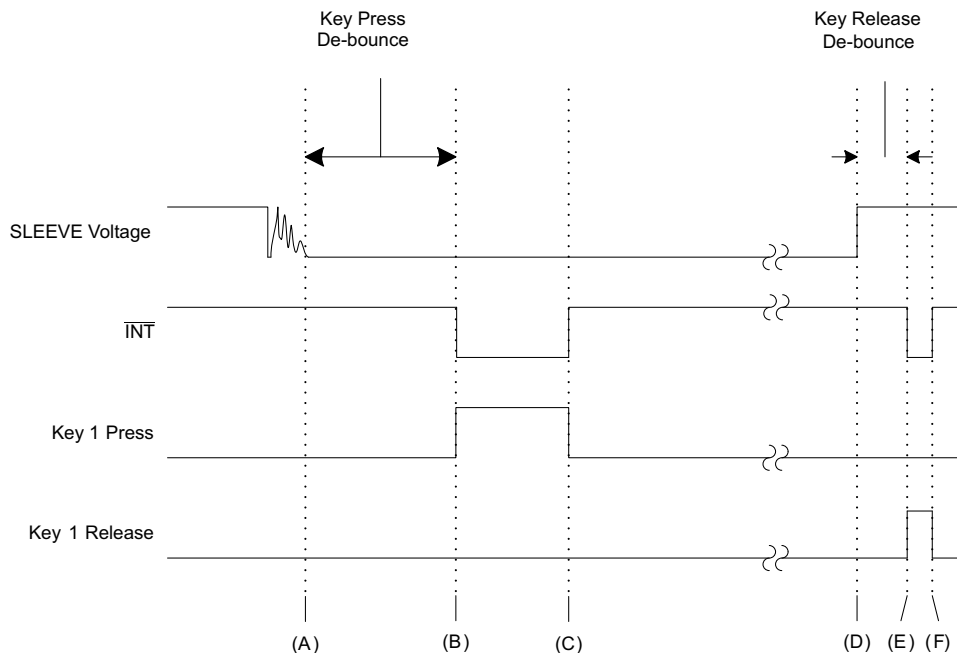 Key Press
De-bounce
Key Release
De-bounce
SLEEVE Voltage
INT
Key 1 Press
Key 1 Release
(A)
(B)
(C)
(D)
(E)
(F)